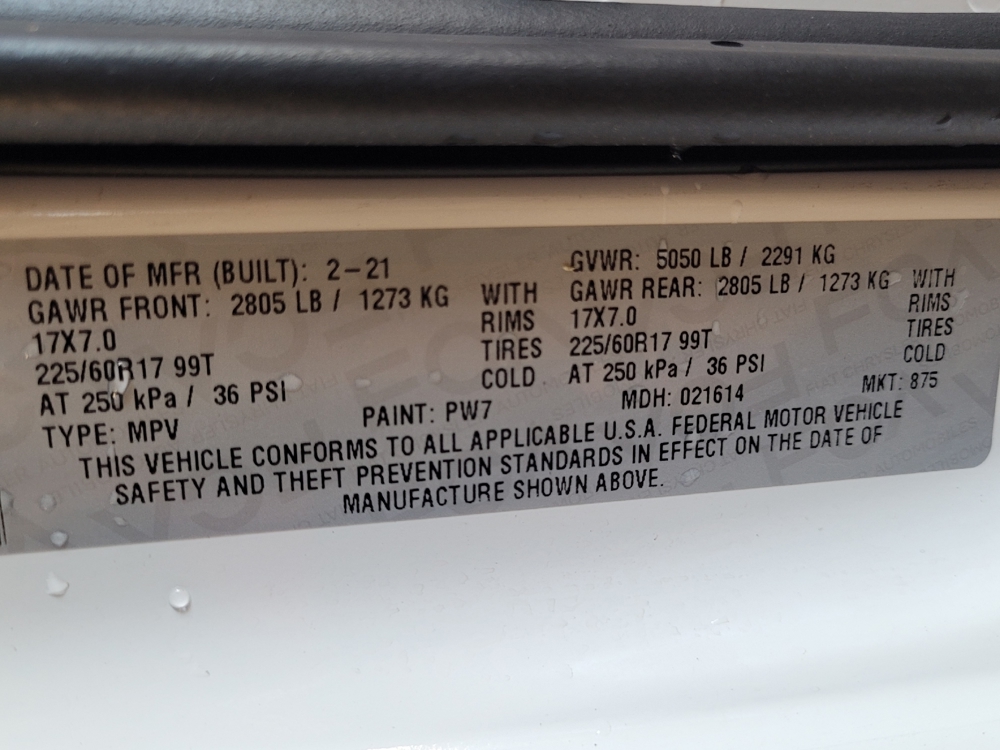 DATE OF MFR (BUILT): 2-21 GVWR: 5050 LB / 2291 KG
GAWR FRONT: 2805 LB / 1273 KG WITH GAWR REAR: 2805 LB / 1273 KG WITH
17X7.0 RIMS 17X7.0 RIMS
225/60R17 99T TIRES 225/60R17 99T TIRES
AT 250 kPa / 36 PSI COLD AT 250 kPa / 36 PSI COLD
TYPE: MPV PAINT: PW7 MDH: 021614 MKT: 875
THIS VEHICLE CONFORMS TO ALL APPLICABLE U.S.A. FEDERAL MOTOR VEHICLE
SAFETY AND THEFT PREVENTION STANDARDS IN EFFECT ON THE DATE OF
MANUFACTURE SHOWN ABOVE.